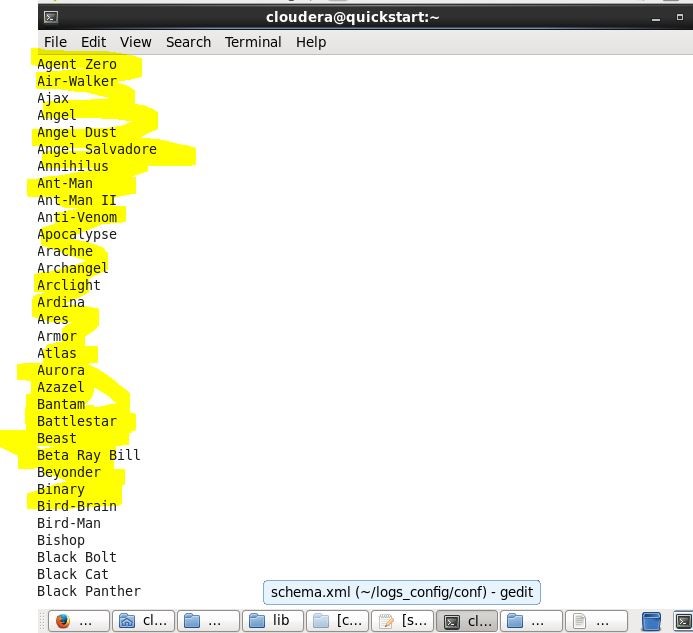 cloudera@quickstart:~
File Edit View Search Terminal Help
Agent Zero
Air-Walker
Ajax
Angel
Angel Dust
Angel Salvadore
Annihilus
Ant-Man
Ant-Man II
Anti-Venom
Apocalypse
Arachne
Archangel
Arclight
Ardina
Ares
Armor
Atlas
Aurora
Azazel
Bantam
Battlestar
Beast
Beta Ray Bill
Beyonder
Binary
Bird-Brain
Bird-Man
Bishop
Black Bolt
Black Cat
Black Panther
schema.xml (~/logs_config/conf) - gedit
... cl... ... lib [c... [s... cl... ... ...